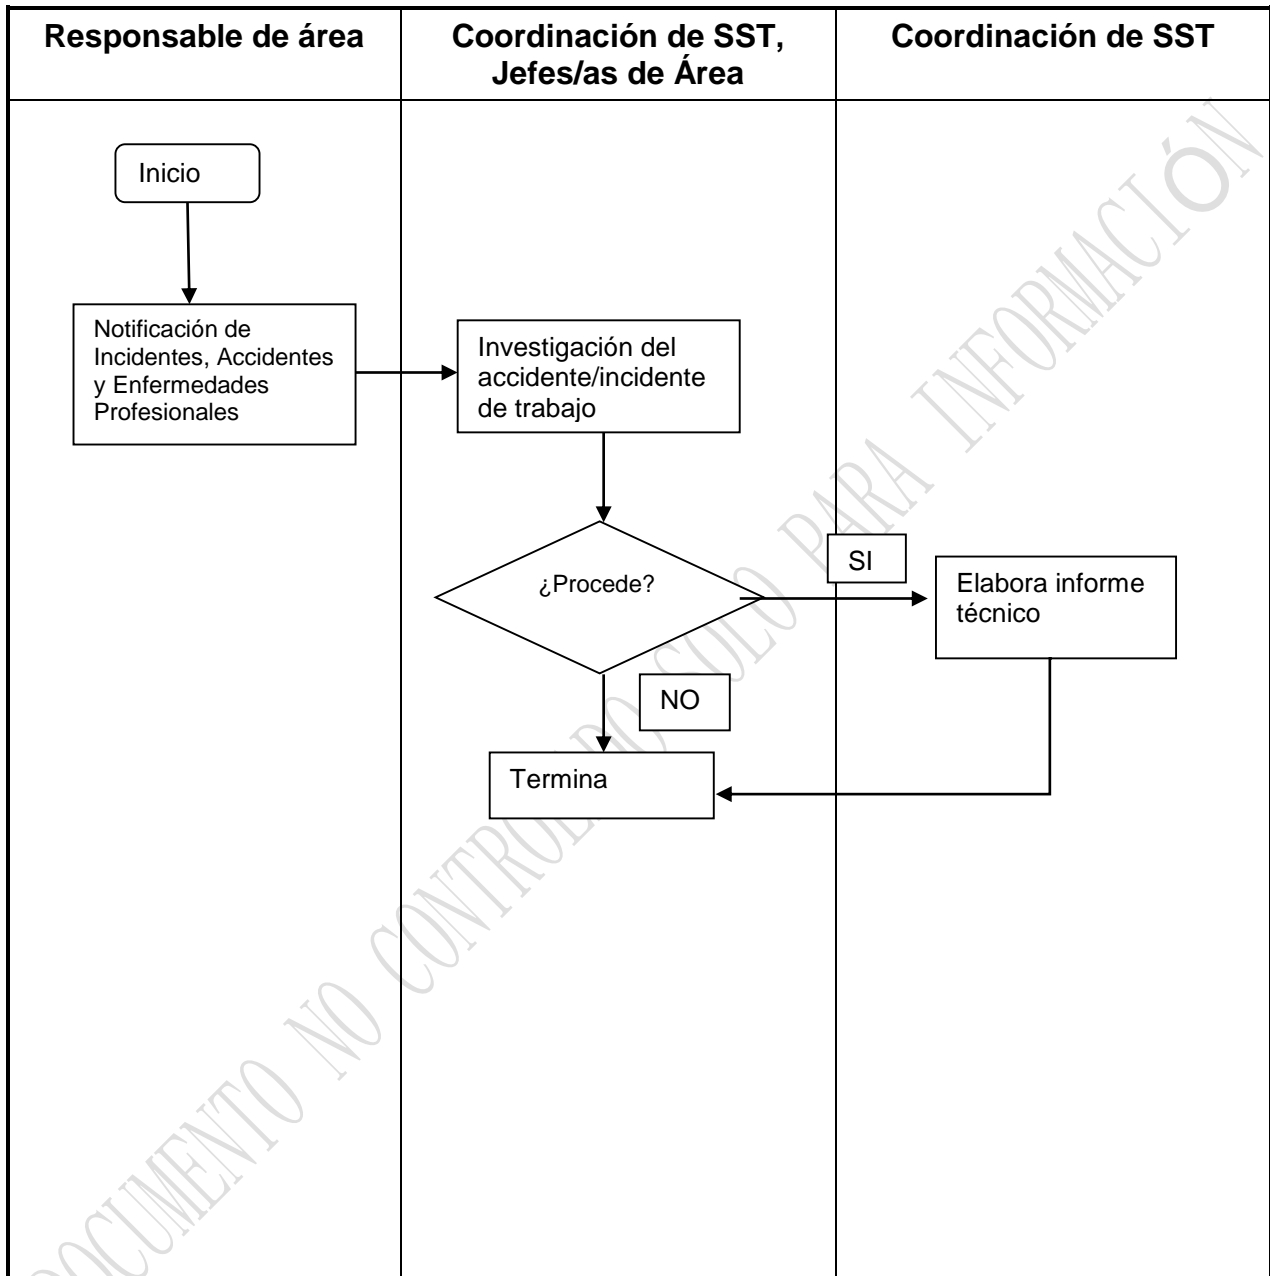 Responsable de área
Coordinación de SST,
Jefes/as de Área
Coordinación de SST
Inicio
Notificación de
Incidentes, Accidentes
y Enfermedades
Profesionales
Investigación del
accidente/incidente
de trabajo
¿Procede?
SI
Elabora informe
técnico
NO
Termina
DOCUMENTO NO CONTROLADO SOLO PARA INFORMACIÓN